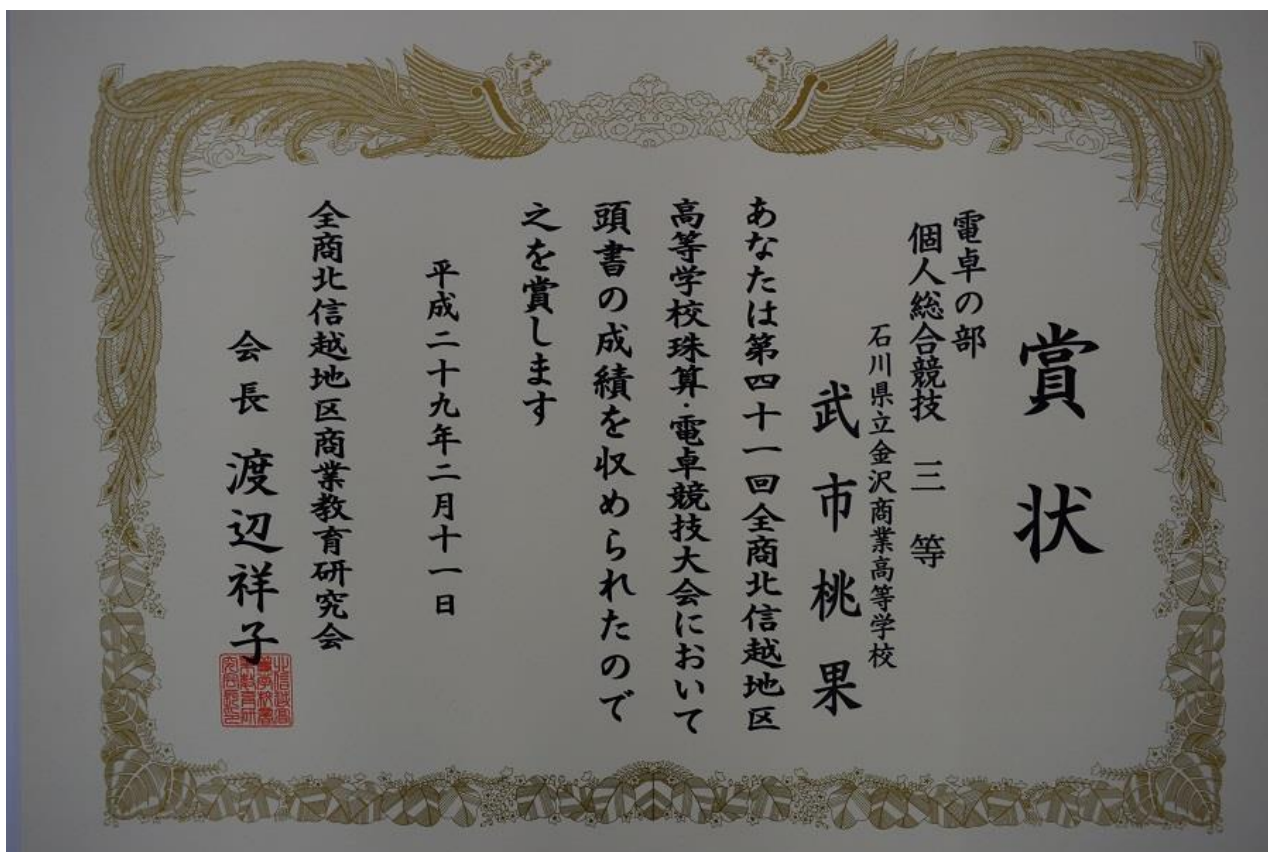 賞状
電卓の部
個人総合競技 三等
石川県立金沢商業高等学校
武市桃果
あなたは第四十一回全商北信越地区
高等学校珠算・電卓競技大会において
頭書の成績を収められたので
之を賞します
平成二十九年二月十一日
全商北信越地区商業教育研究会
会長 渡辺祥子